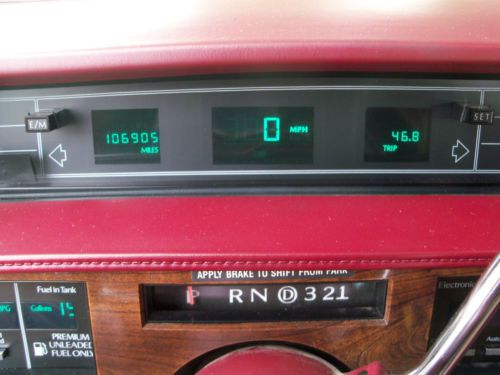 E/M
SET
106905
MILES
0 MPH
46.8
TRIP
APPLY BRAKE TO SHIFT FROM PARK
P R N D 3 2 1
Fuel in Tank
Electronic
Gallons
PREMIUM
UNLEADED
FUEL ONLY